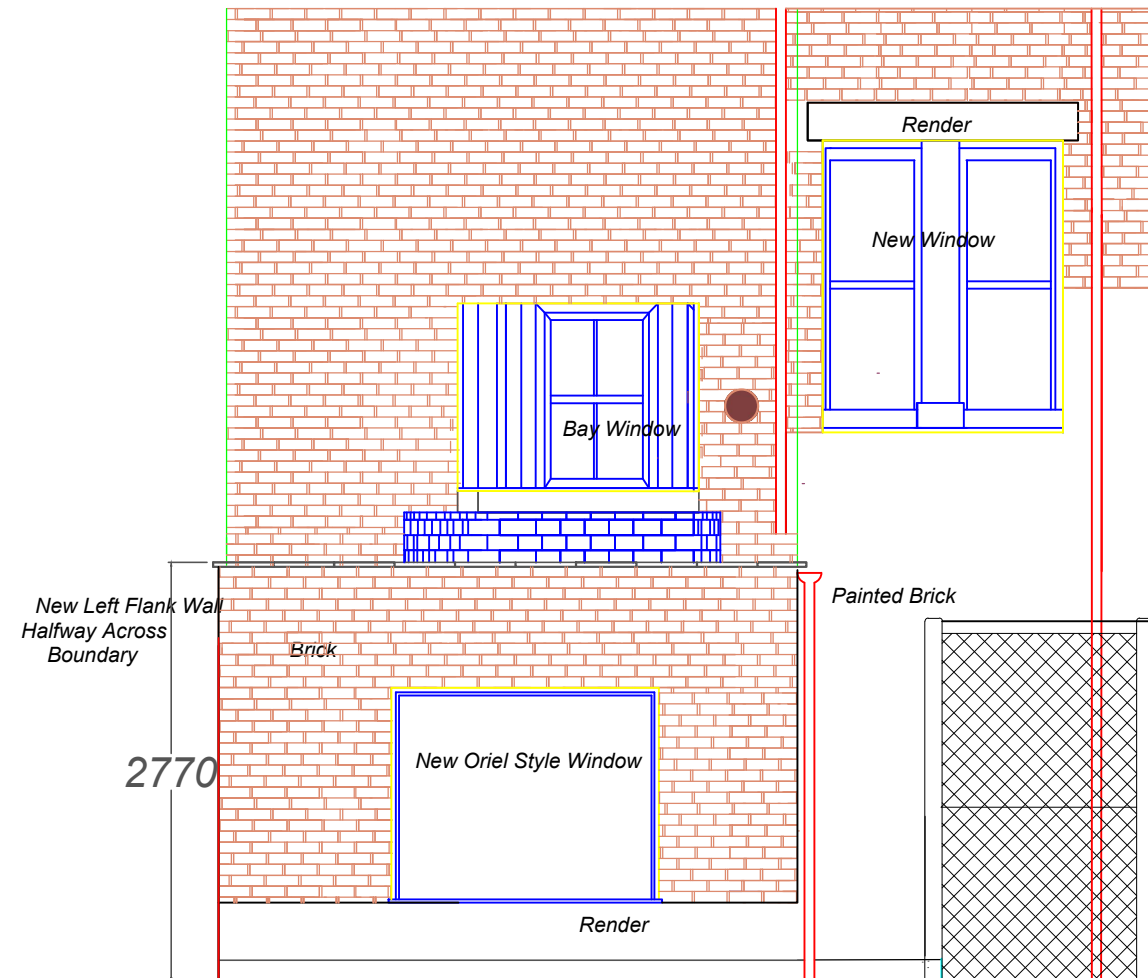 Render
New Window
Bay Window
New Left Flank Wall
Halfway Across
Boundary
Painted Brick
Brick
2770
New Oriel Style Window
Render